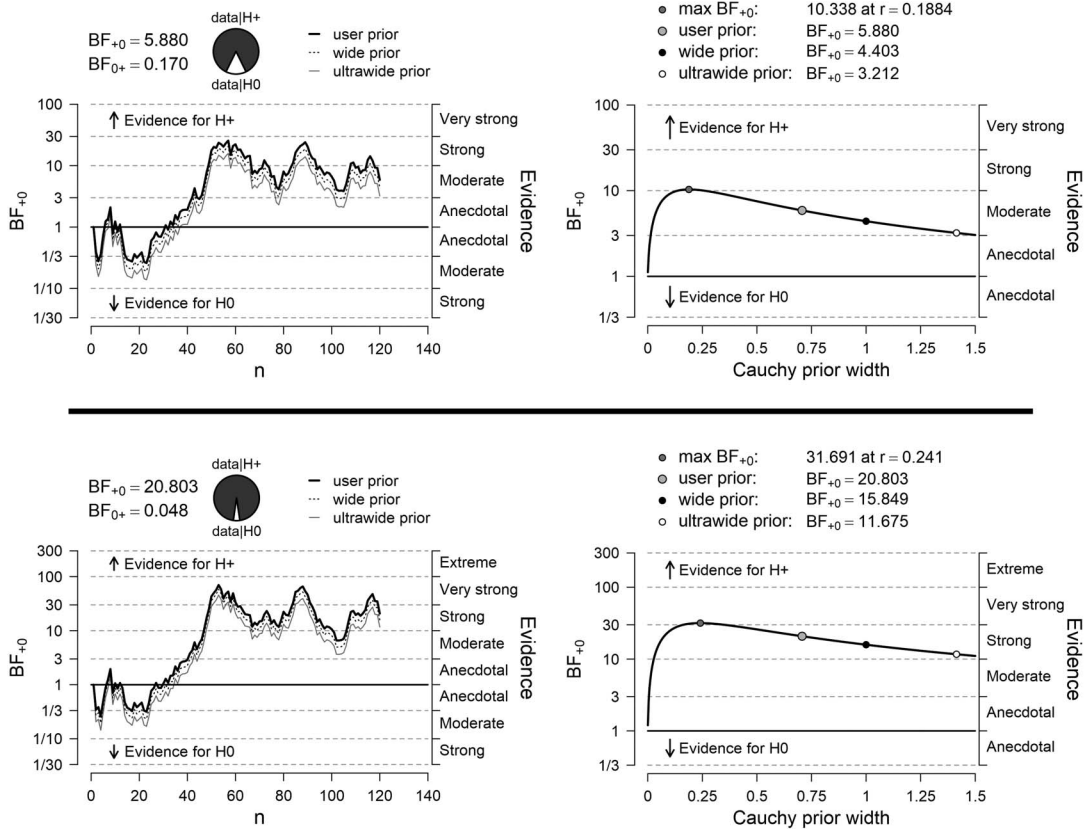 data|H+
BF+0 = 5.880
BF0+ = 0.170
data|H0
user prior
wide prior
ultrawide prior
100
30
10
3
1
1/3
1/10
1/30
BF+0
Evidence for H+
Evidence for H0
Very strong
Strong
Moderate
Anecdotal
Anecdotal
Moderate
Strong
Evidence
0 20 40 60 80 100 120 140
n
max BF+0: 10.338 at r = 0.1884
user prior: BF+0 = 5.880
wide prior: BF+0 = 4.403
ultrawide prior: BF+0 = 3.212
100
30
10
3
1
1/3
BF+0
Evidence for H+
Evidence for H0
Very strong
Strong
Moderate
Anecdotal
Anecdotal
Evidence
0 0.25 0.5 0.75 1 1.25 1.5
Cauchy prior width
data|H+
BF+0 = 20.803
BF0+ = 0.048
data|H0
user prior
wide prior
ultrawide prior
300
100
30
10
3
1
1/3
1/10
1/30
BF+0
Evidence for H+
Evidence for H0
Extreme
Very strong
Strong
Moderate
Anecdotal
Anecdotal
Moderate
Strong
Evidence
0 20 40 60 80 100 120 140
n
max BF+0: 31.691 at r = 0.241
user prior: BF+0 = 20.803
wide prior: BF+0 = 15.849
ultrawide prior: BF+0 = 11.675
300
100
30
10
3
1
1/3
BF+0
Evidence for H+
Evidence for H0
Extreme
Very strong
Strong
Moderate
Anecdotal
Anecdotal
Evidence
0 0.25 0.5 0.75 1 1.25 1.5
Cauchy prior width